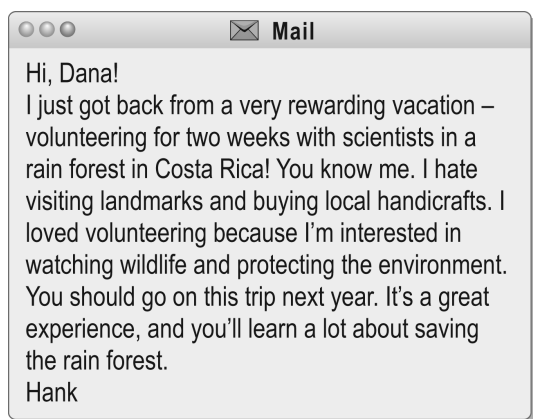 Mail
Hi, Dana!
I just got back from a very rewarding vacation –
volunteering for two weeks with scientists in a
rain forest in Costa Rica! You know me. I hate
visiting landmarks and buying local handicrafts. I
loved volunteering because I’m interested in
watching wildlife and protecting the environment.
You should go on this trip next year. It’s a great
experience, and you’ll learn a lot about saving
the rain forest.
Hank